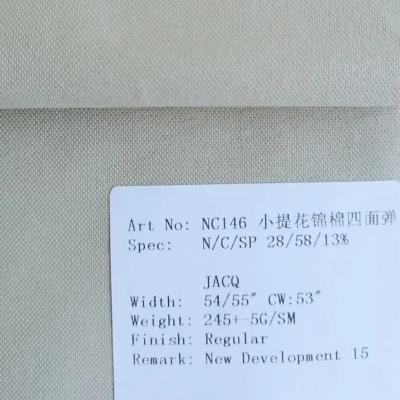 Art No: NC146 小提花锦棉四面弹
Spec: N/C/SP 28/58/13%
JACQ
Width: 54/55" CW:53"
Weight: 245+-5G/SM
Finish: Regular
Remark: New Development 15